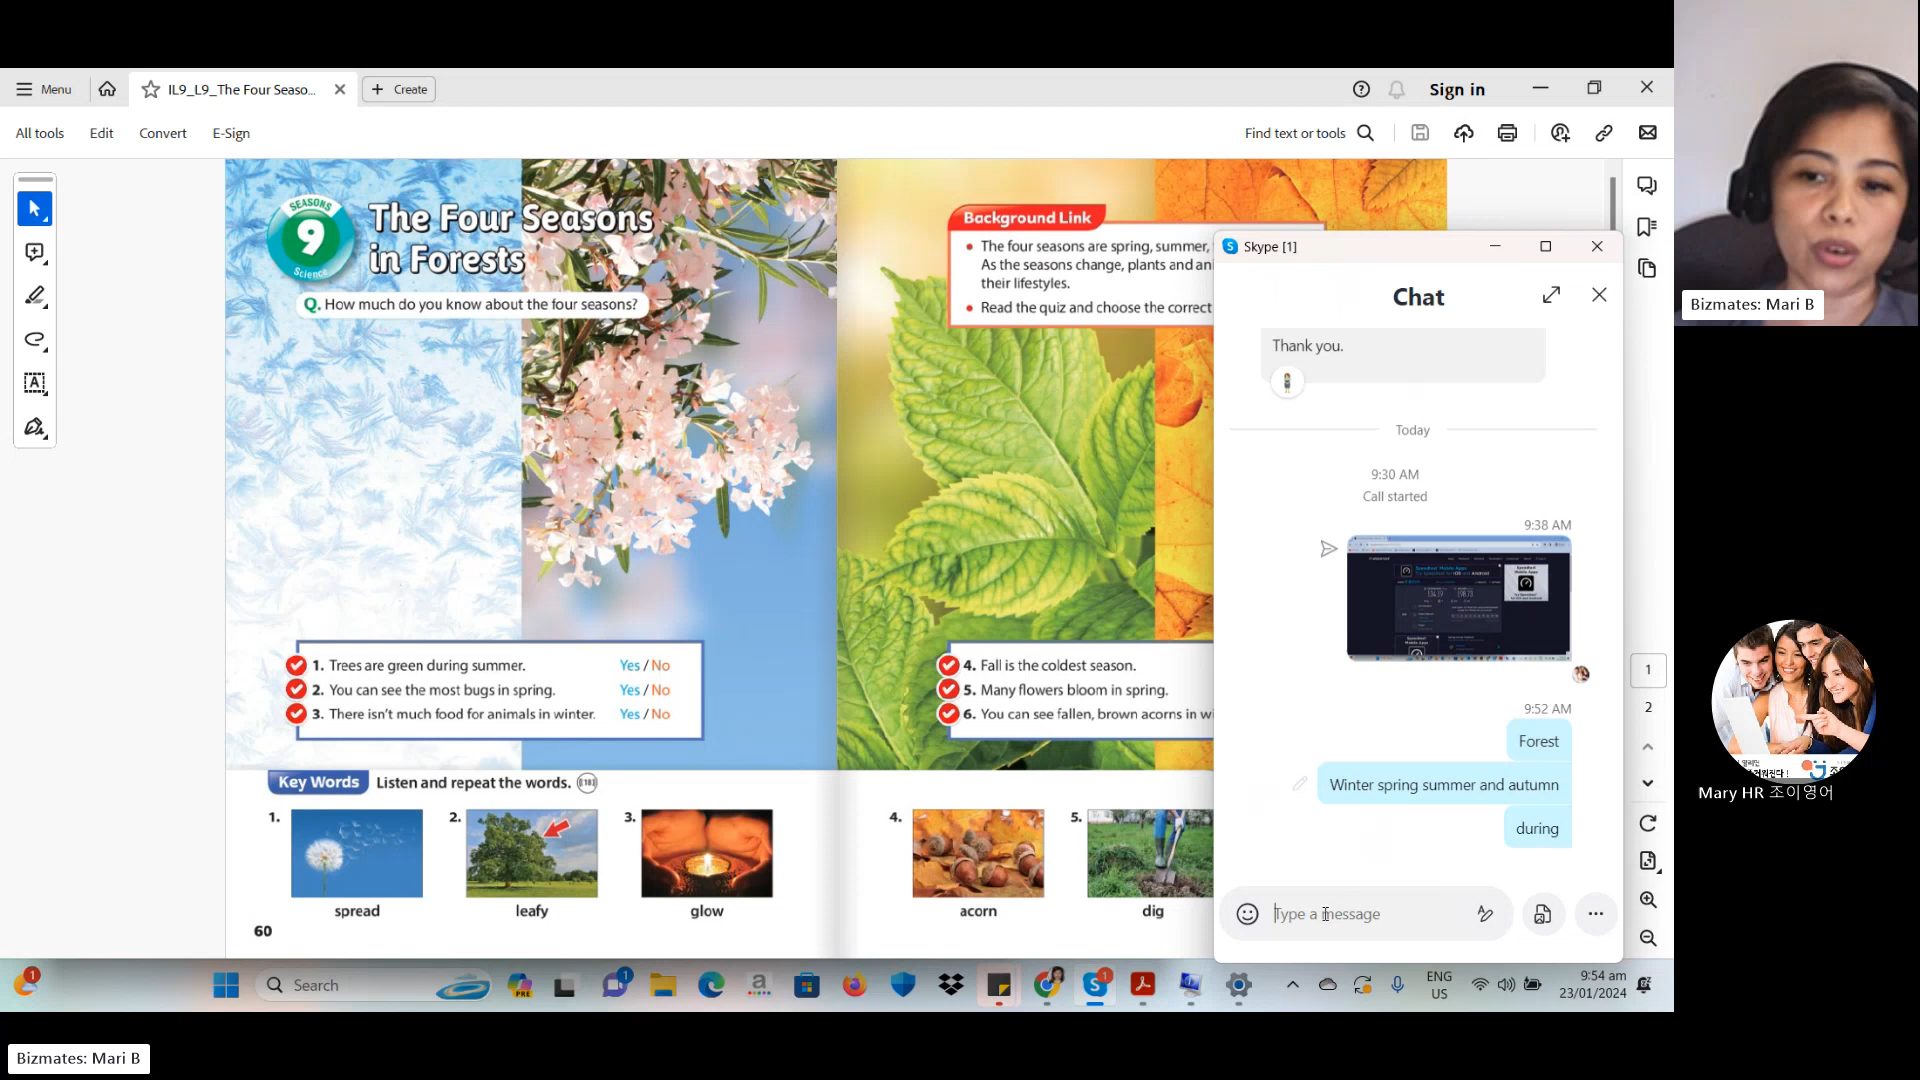 Menu
IL9_L9_The Four Seaso...
Create
Sign in
All tools
Edit
Convert
E-Sign
Find text or tools
SEASONS
9
Science
The Four Seasons
in Forests
Q. How much do you know about the four seasons?
1. Trees are green during summer. Yes / No
2. You can see the most bugs in spring. Yes / No
3. There isn't much food for animals in winter. Yes / No
Key Words Listen and repeat the words.
1.
2.
3.
spread
leafy
glow
60
Background Link
The four seasons are spring, summer,
As the seasons change, plants and ani
their lifestyles.
Read the quiz and choose the correct
4. Fall is the coldest season.
5. Many flowers bloom in spring.
6. You can see fallen, brown acorns in wi
4.
5.
acorn
dig
Skype [1]
Chat
Thank you.
Today
9:30 AM
Call started
9:38 AM
9:52 AM
Forest
Winter spring summer and autumn
during
Type a message
1
2
Search
PRE
ENG
US
9:54 am
23/01/2024
Bizmates: Mari B
Mary HR 조이영어
Bizmates: Mari B